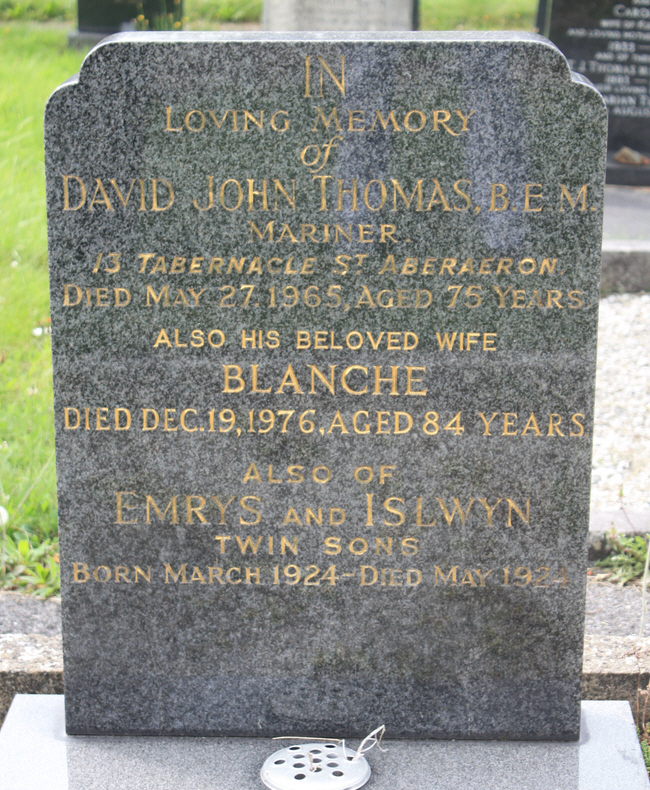 IN
LOVING MEMORY
of
DAVID JOHN THOMAS, B.E.M.
MARINER.
13 TABERNACLE ST ABERAERON.
DIED MAY 27, 1965, AGED 75 YEARS
ALSO HIS BELOVED WIFE
BLANCHE
DIED DEC. 19, 1976, AGED 84 YEARS
ALSO OF
EMRYS AND ISLWYN
TWIN SONS
BORN MARCH 1924 - DIED MAY 1924